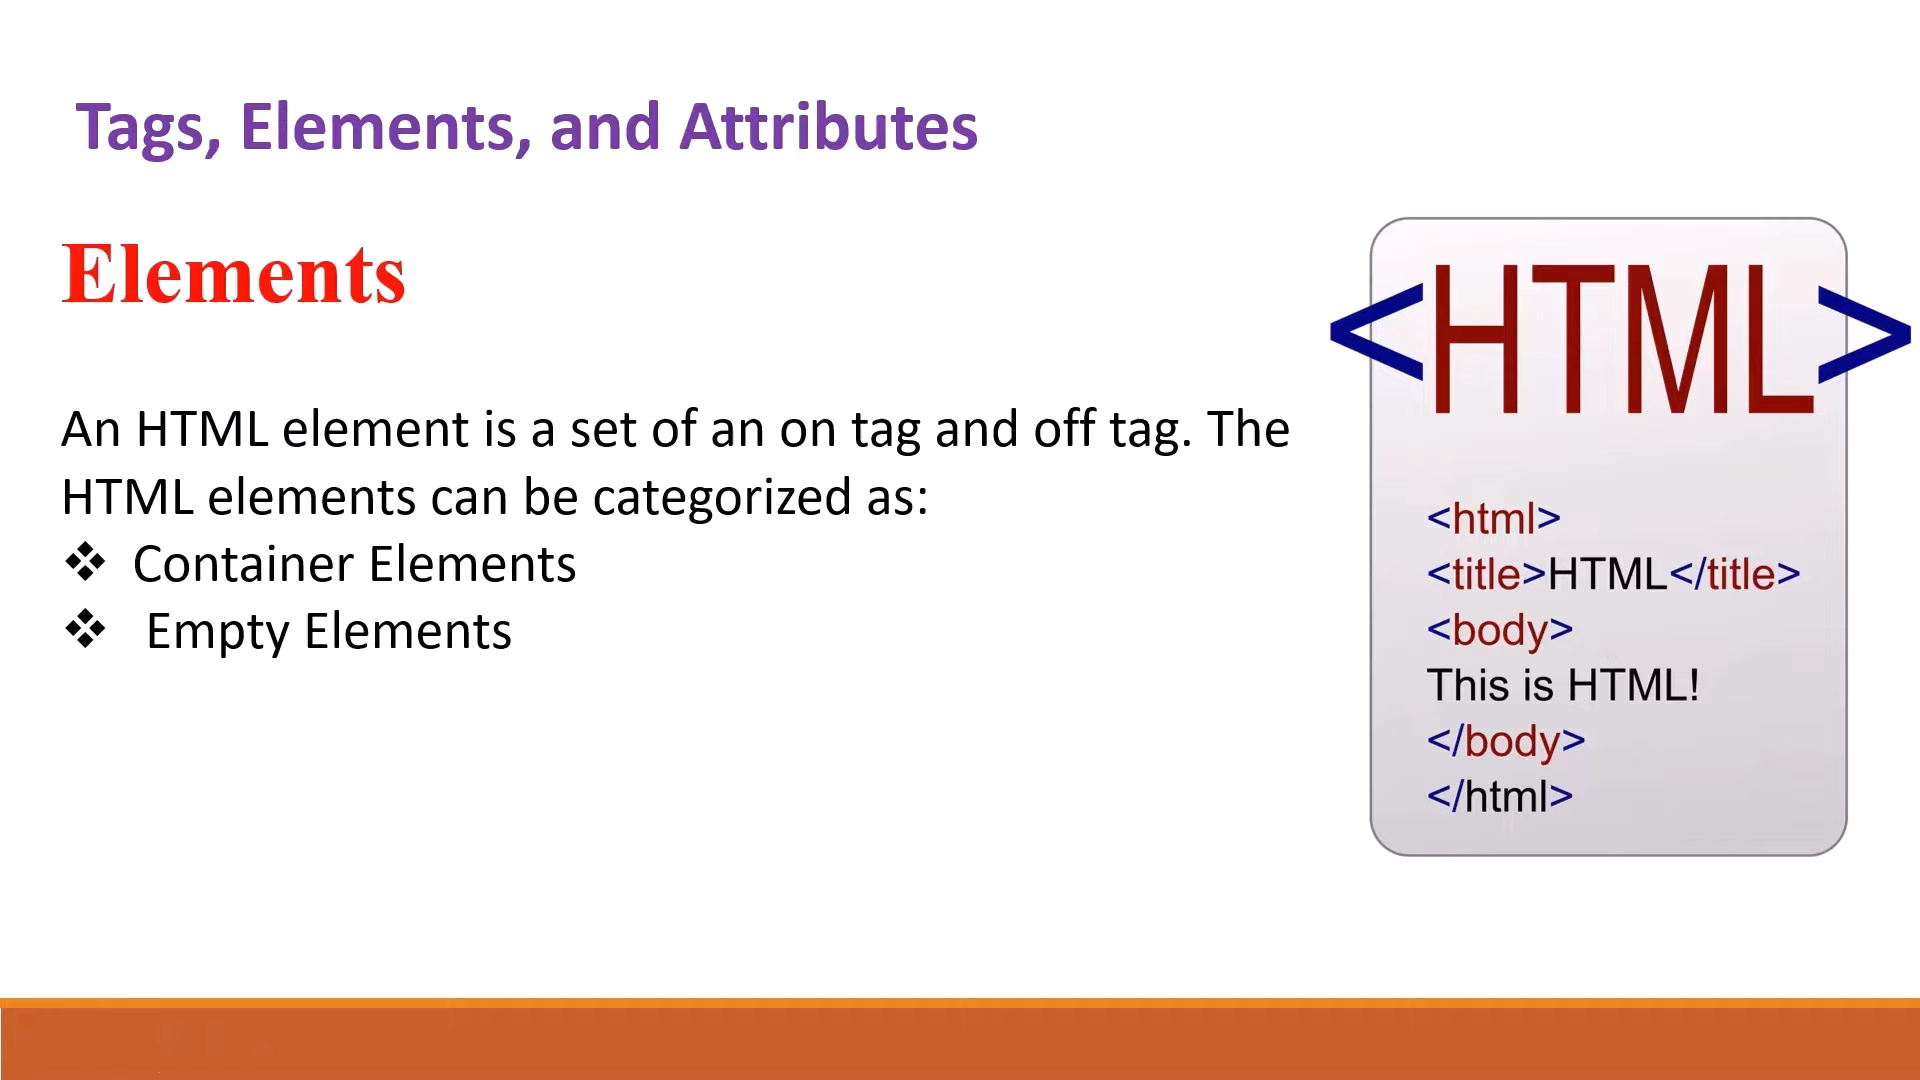 Tags, Elements, and Attributes
Elements
An HTML element is a set of an on tag and off tag. The
HTML elements can be categorized as:
❖ Container Elements
❖ Empty Elements
<HTML>
<html>
<title>HTML</title>
<body>
This is HTML!
</body>
</html>